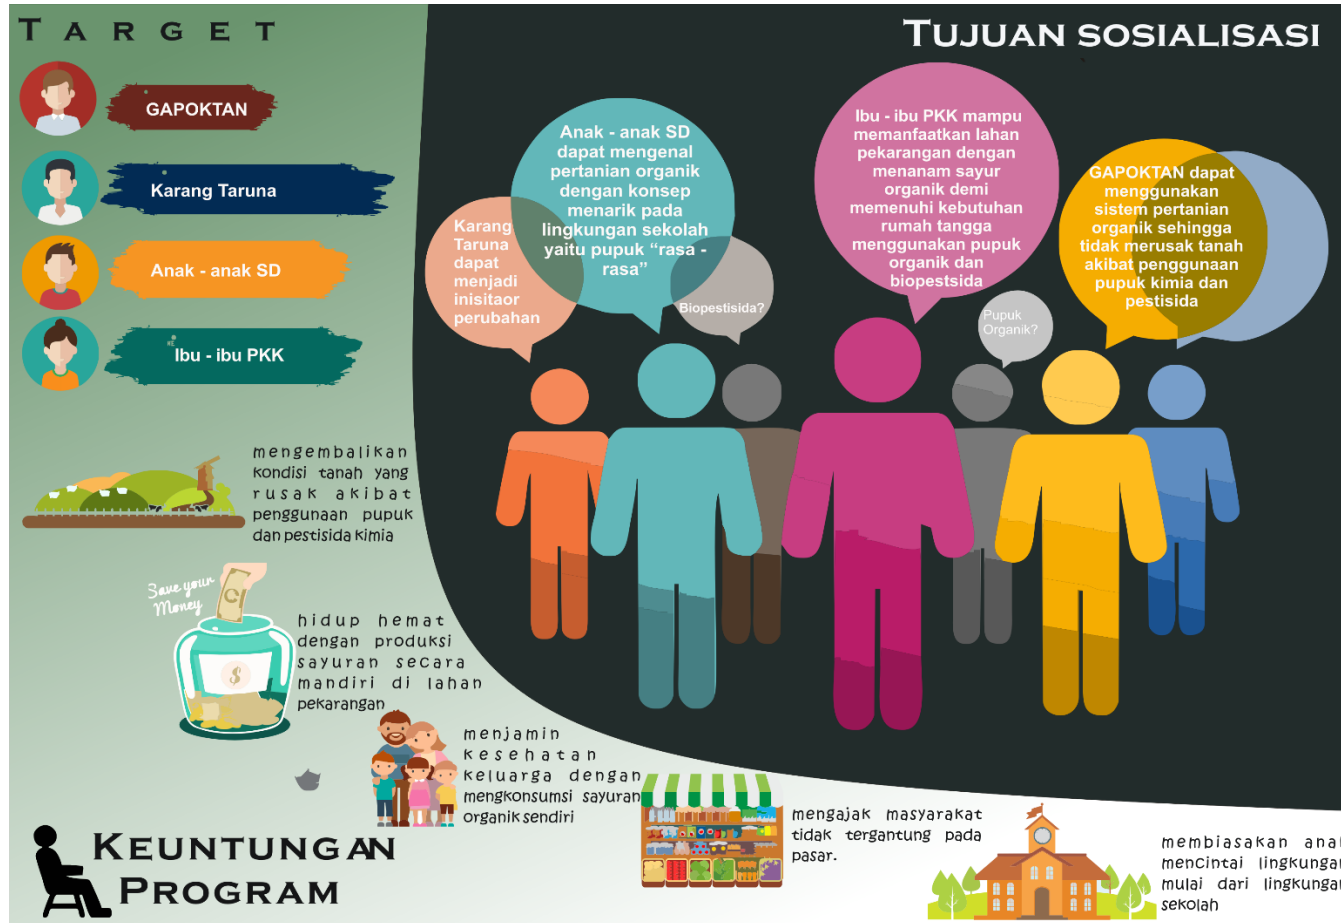 TARGET
GAPOKTAN
Karang Taruna
Anak - anak SD
Ibu - ibu PKK
TUJUAN SOSIALISASI
Karang
Taruna
dapat
menjadi
inisitaor
perubahan
Anak - anak SD
dapat mengenal
pertanian organik
dengan konsep
menarik pada
lingkungan sekolah
yaitu pupuk “rasa -
rasa”
Biopestisida?
Ibu - ibu PKK mampu
memanfaatkan lahan
pekarangan dengan
menanam sayur
organik demi
memenuhi kebutuhan
rumah tangga
menggunakan pupuk
organik dan
biopestsida
Pupuk
Organik?
GAPOKTAN dapat
menggunakan
sistem pertanian
organik sehingga
tidak merusak tanah
akibat penggunaan
pupuk kimia dan
pestisida
mengembalikan
kondisi tanah yang
rusak akibat
penggunaan pupuk
dan pestisida kimia
Save your
Money
hidup hemat
dengan produksi
sayuran secara
mandiri di lahan
pekarangan
menjamin
kesehatan
keluarga dengan
mengkonsumsi sayuran
organik sendiri
mengajak masyarakat
tidak tergantung pada
pasar.
membiasakan anak
mencintai lingkungan
mulai dari lingkungan
sekolah
KEUNTUNGAN
PROGRAM